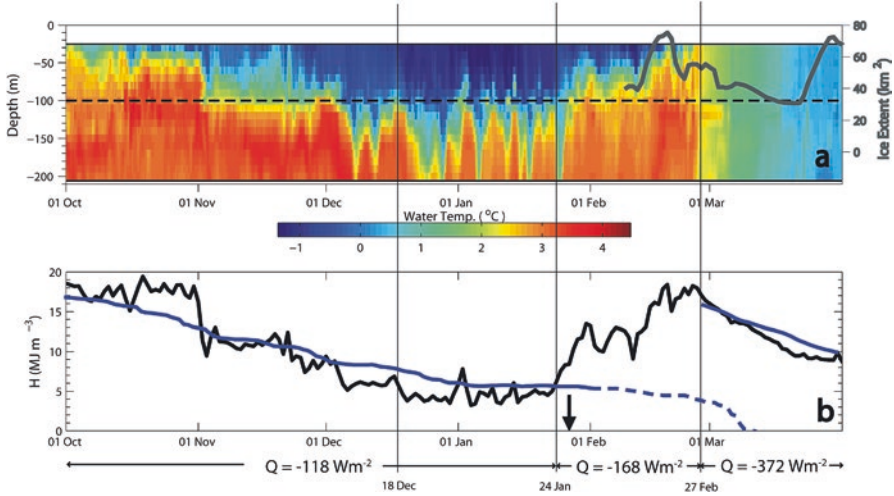 0
−50
−100
−150
−200
Depth (m)
80
60
40
20
0
Ice Extent (km²)
a
01 Oct 01 Nov 01 Dec 01 Jan 01 Feb 01 Mar
Water Temp. (°C)
−1 0 1 2 3 4
20
15
10
5
0
H (MJ m⁻³)
b
01 Oct 01 Nov 01 Dec 01 Jan 01 Feb 01 Mar
Q = -118 Wm⁻² Q = -168 Wm⁻² Q = -372 Wm⁻²
18 Dec 24 Jan 27 Feb